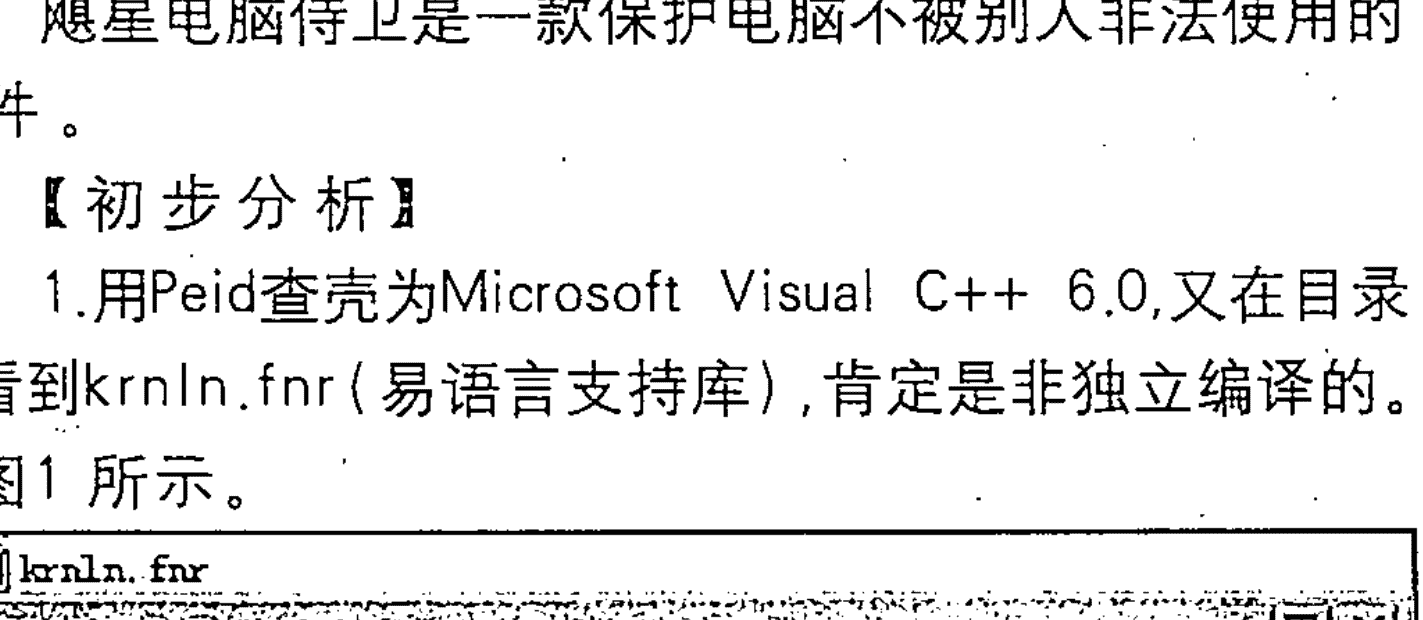 飓星电脑侍卫是一款保护电脑不被别人非法使用的
件。
【初步分析】
1.用Peid查壳为Microsoft Visual C++ 6.0,又在目录
看到krnln.fnr(易语言支持库),肯定是非独立编译的。
图1 所示。
krnln.fnr